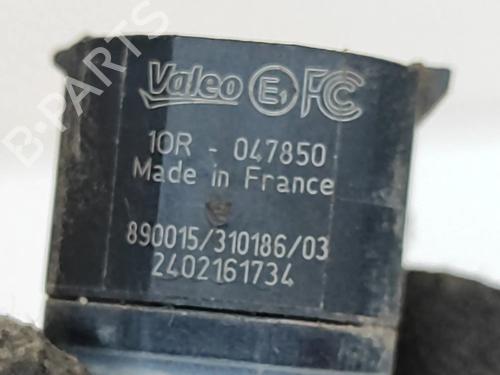 B-PARTS
Valeo E1 FC
10R - 047850
Made in France
890015/310186/03
2402161734